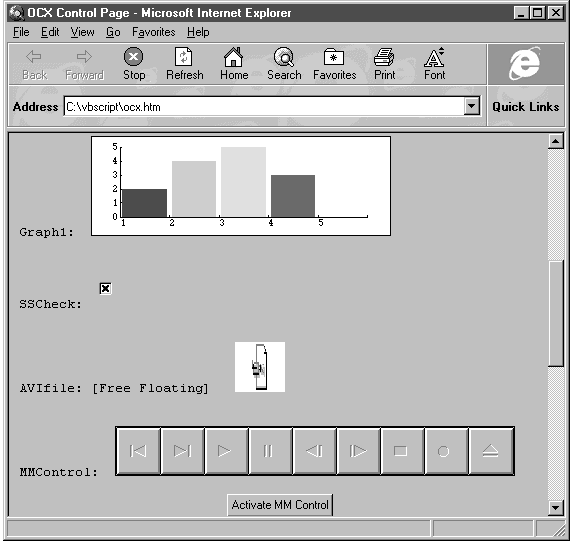 OCX Control Page - Microsoft Internet Explorer
File Edit View Go Favorites Help
Back Forward Stop Refresh Home Search Favorites Print Font
Address C:\vbscript\ocx.htm Quick Links
5
4
3
2
1
0
1 2 3 4 5
Graph1:
SSCheck:
AVIfile: [Free Floating]
MMControl:
Activate MM Control